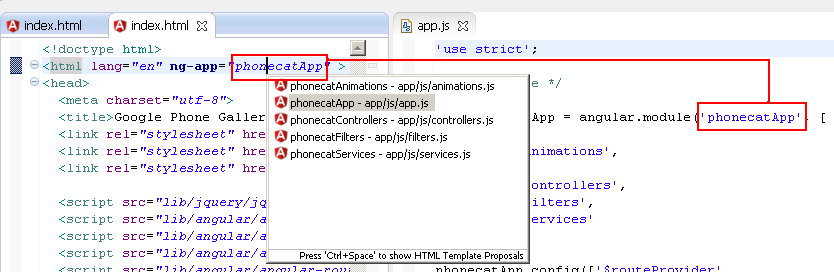 index.html
index.html
app.js
<!doctype html>
<html lang="en" ng-app="phonecatApp" >
<head>
<meta charset="utf-8">
<title>Google Phone Galler
<link rel="stylesheet" hre
<link rel="stylesheet" hre
<link rel="stylesheet" hre
<script src="lib/jquery/jq
<script src="lib/angular/a
<script src="lib/angular/a
<script src="lib/angular/angular-rou
phonecatAnimations - app/js/animations.js
phonecatApp - app/js/app.js
phonecatControllers - app/js/controllers.js
phonecatFilters - app/js/filters.js
phonecatServices - app/js/services.js
Press 'Ctrl+Space' to show HTML Template Proposals
'use strict';
e */
App = angular.module('phonecatApp', [
nimations',
ontrollers',
ilters',
ervices'
phonecatApp.config(['$routeProvider'